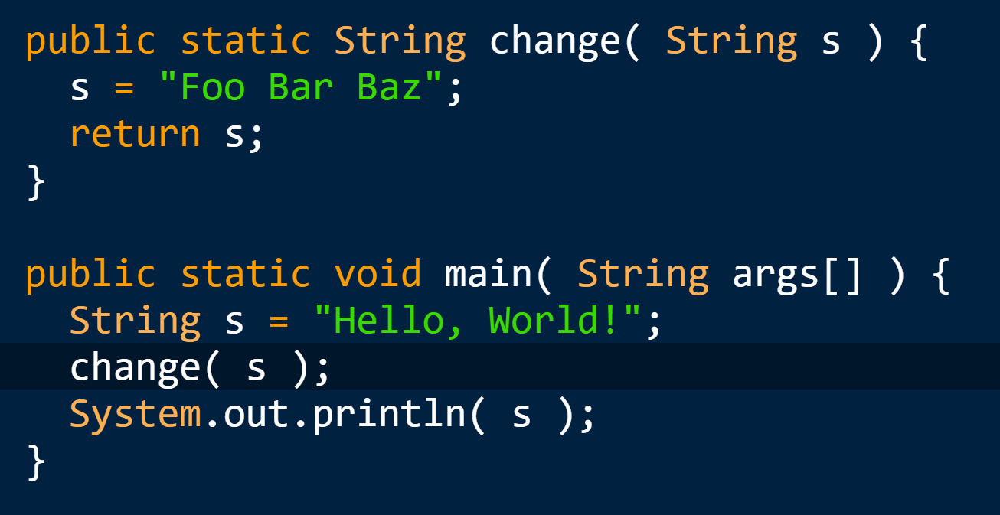 public static String change( String s ) {
  s = "Foo Bar Baz";
  return s;
}

public static void main( String args[] ) {
  String s = "Hello, World!";
  change( s );
  System.out.println( s );
}